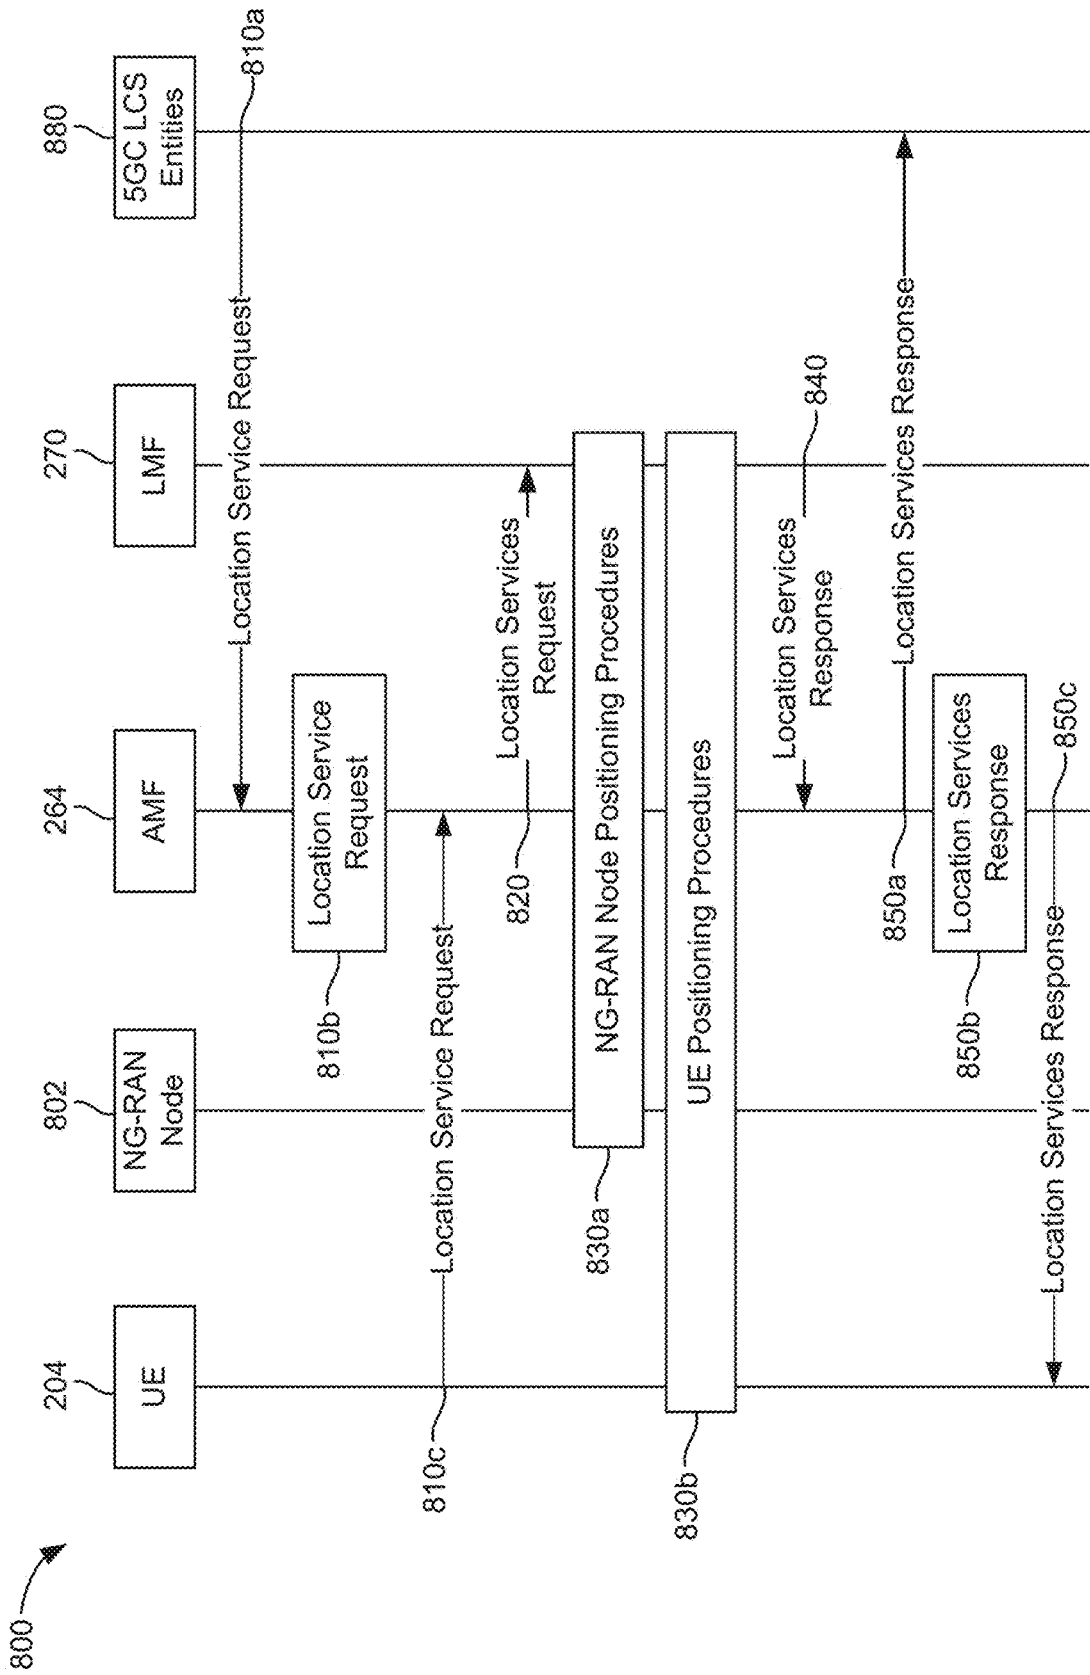 800
204
802
264
270
880
UE
NG-RAN
Node
AMF
LMF
5GC LCS
Entities
Location Service Request
810a
Location Service
Request
810b
Location Service Request
810c
Location Services
Request
820
NG-RAN Node Positioning Procedures
830a
UE Positioning Procedures
830b
Location Services
Response
840
Location Services Response
850a
Location Services
Response
850b
Location Services Response
850c